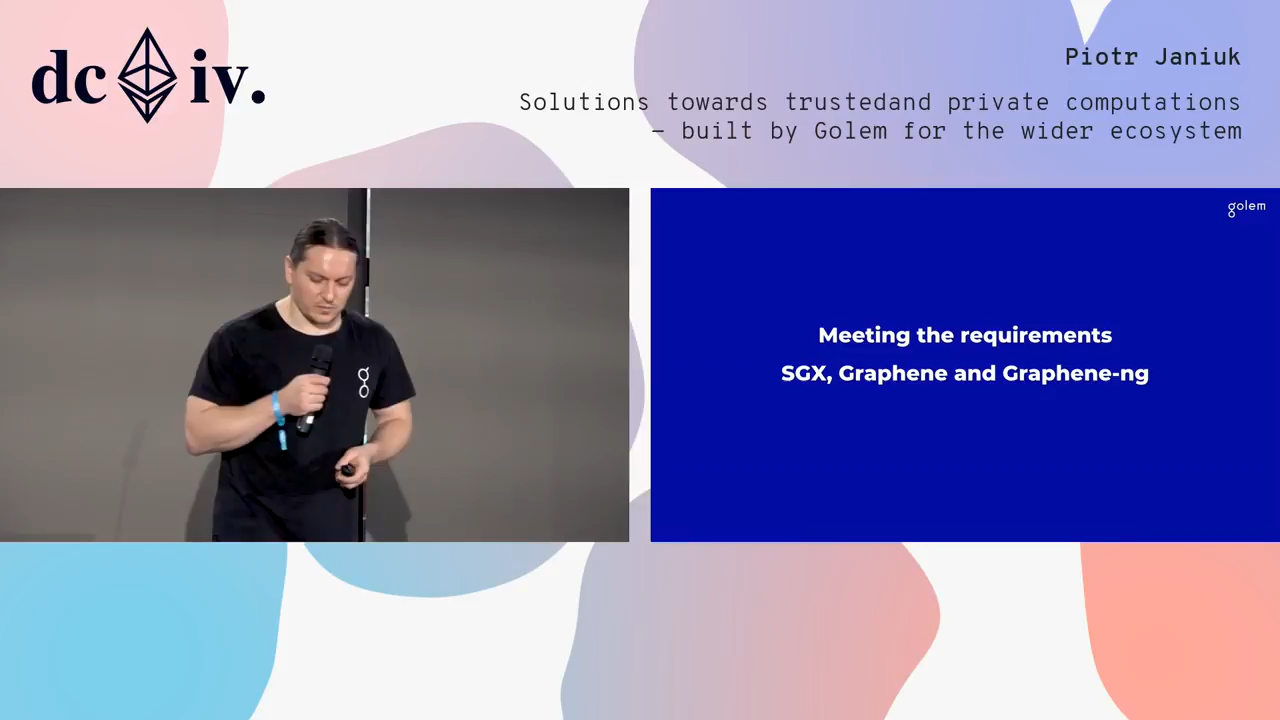 dc iv.
Piotr Janiuk
Solutions towards trustedand private computations
– built by Golem for the wider ecosystem
golem
Meeting the requirements
SGX, Graphene and Graphene-ng